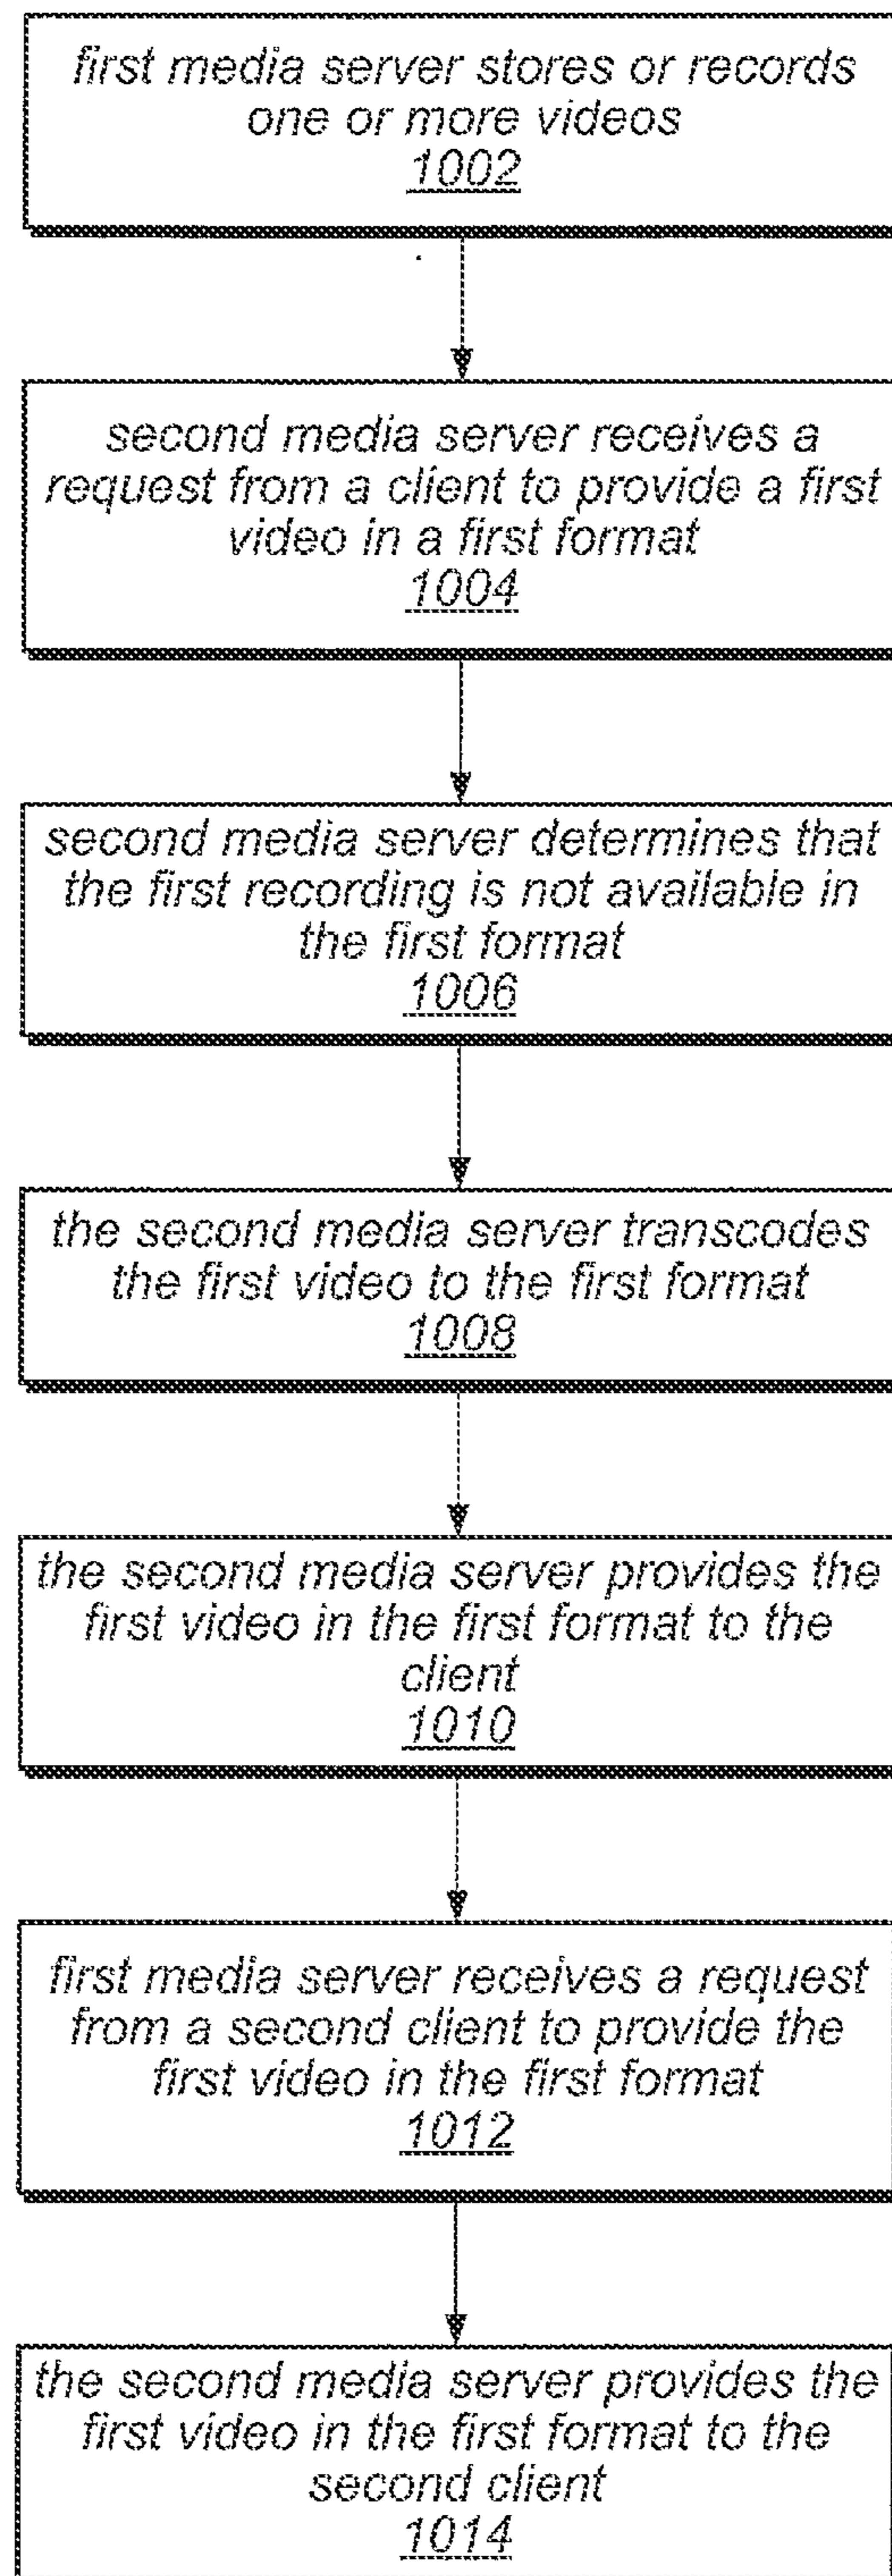 first media server stores or records
one or more videos
1002
second media server receives a
request from a client to provide a first
video in a first format
1004
second media server determines that
the first recording is not available in
the first format
1006
the second media server transcodes
the first video to the first format
1008
the second media server provides the
first video in the first format to the
client
1010
first media server receives a request
from a second client to provide the
first video in the first format
1012
the second media server provides the
first video in the first format to the
second client
1014